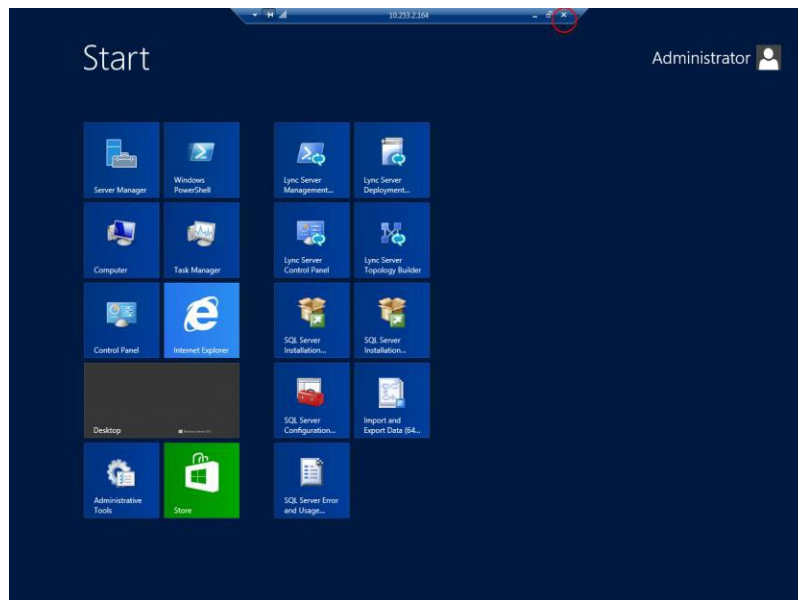 10.253.2.164
Start
Administrator
Server Manager
Windows
PowerShell
Lync Server
Management...
Lync Server
Deployment...
Computer
Task Manager
Lync Server
Control Panel
Lync Server
Topology Builder
Control Panel
Internet Explorer
SQL Server
Installation...
SQL Server
Installation...
Desktop
SQL Server
Configuration...
Import and
Export Data (64...
Administrative
Tools
Store
SQL Server Error
and Usage...